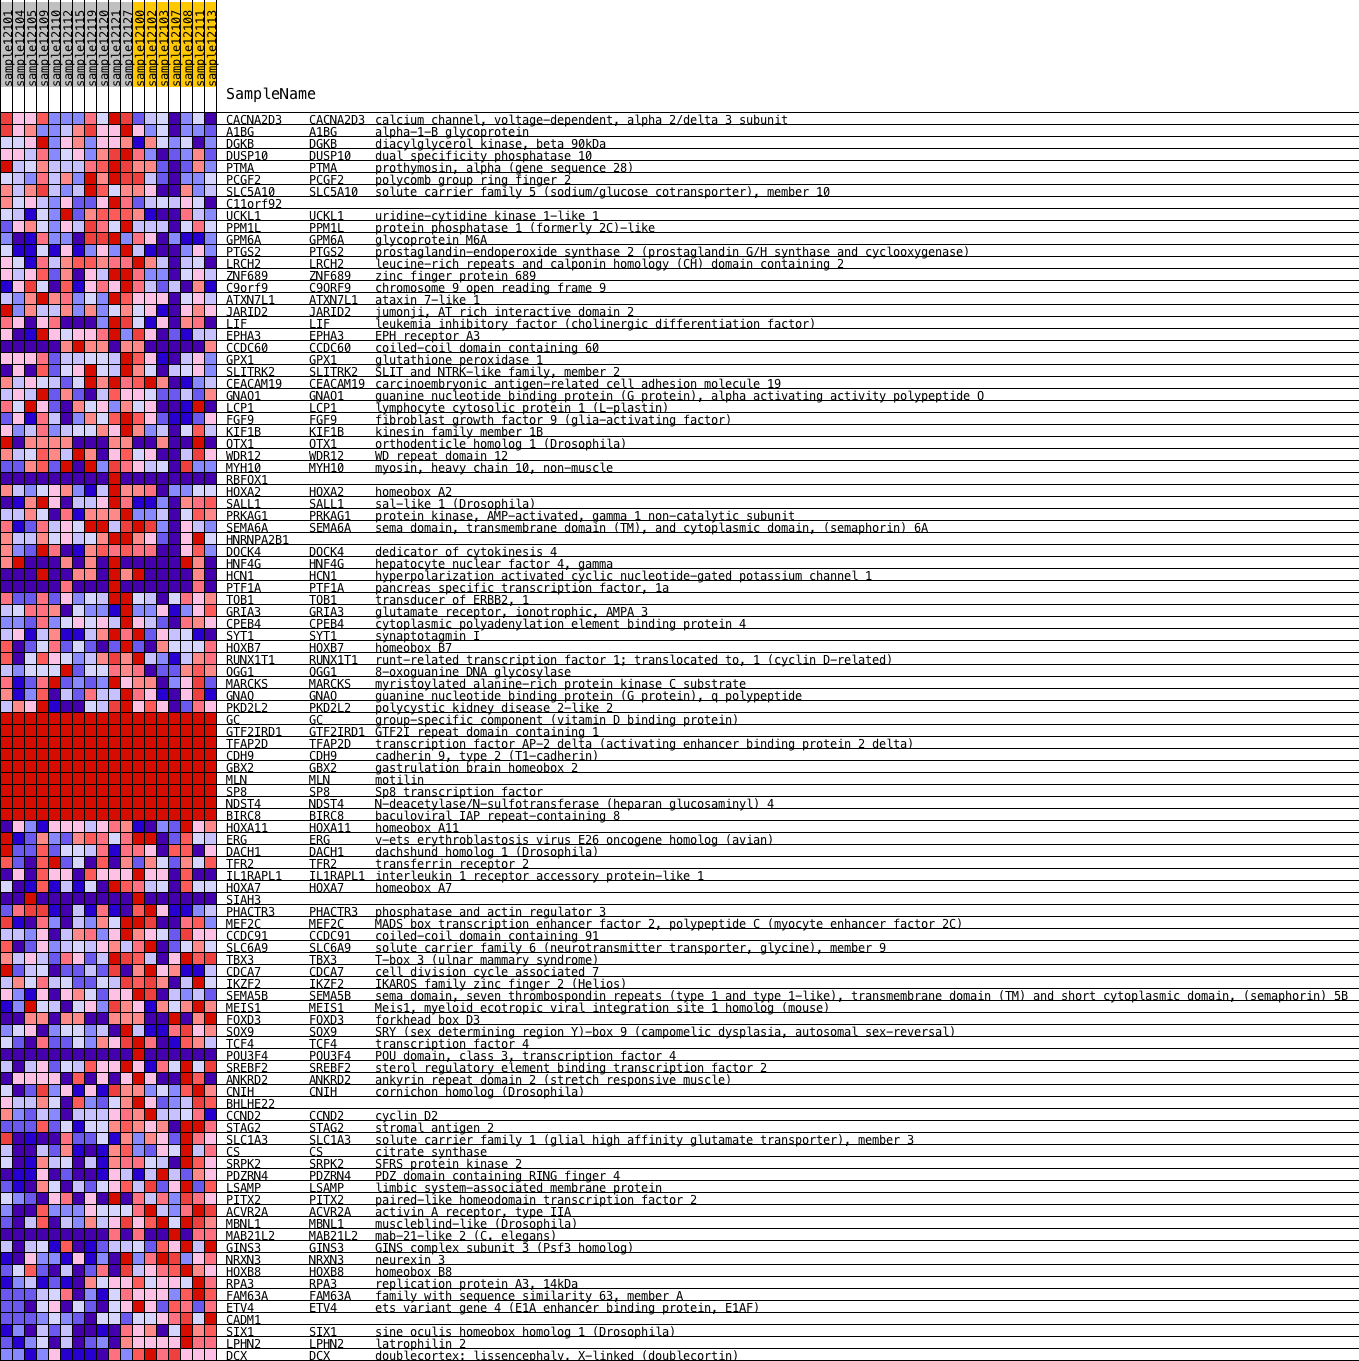 sample12101 sample12104 sample12105 sample12109 sample12110 sample12112 sample12115 sample12119 sample12120 sample12121 sample12127 sample12100 sample12102 sample12103 sample12107 sample12108 sample12111 sample12113
SampleName
CACNA2D3 CACNA2D3 calcium channel, voltage-dependent, alpha 2/delta 3 subunit
A1BG A1BG alpha-1-B glycoprotein
DGKB DGKB diacylglycerol kinase, beta 90kDa
DUSP10 DUSP10 dual specificity phosphatase 10
PTMA PTMA prothymosin, alpha (gene sequence 28)
PCGF2 PCGF2 polycomb group ring finger 2
SLC5A10 SLC5A10 solute carrier family 5 (sodium/glucose cotransporter), member 10
C11orf92
UCKL1 UCKL1 uridine-cytidine kinase 1-like 1
PPM1L PPM1L protein phosphatase 1 (formerly 2C)-like
GPM6A GPM6A glycoprotein M6A
PTGS2 PTGS2 prostaglandin-endoperoxide synthase 2 (prostaglandin G/H synthase and cyclooxygenase)
LRCH2 LRCH2 leucine-rich repeats and calponin homology (CH) domain containing 2
ZNF689 ZNF689 zinc finger protein 689
C9orf9 C9ORF9 chromosome 9 open reading frame 9
ATXN7L1 ATXN7L1 ataxin 7-like 1
JARID2 JARID2 jumonji, AT rich interactive domain 2
LIF LIF leukemia inhibitory factor (cholinergic differentiation factor)
EPHA3 EPHA3 EPH receptor A3
CCDC60 CCDC60 coiled-coil domain containing 60
GPX1 GPX1 glutathione peroxidase 1
SLITRK2 SLITRK2 SLIT and NTRK-like family, member 2
CEACAM19 CEACAM19 carcinoembryonic antigen-related cell adhesion molecule 19
GNAO1 GNAO1 guanine nucleotide binding protein (G protein), alpha activating activity polypeptide O
LCP1 LCP1 lymphocyte cytosolic protein 1 (L-plastin)
FGF9 FGF9 fibroblast growth factor 9 (glia-activating factor)
KIF1B KIF1B kinesin family member 1B
OTX1 OTX1 orthodenticle homolog 1 (Drosophila)
WDR12 WDR12 WD repeat domain 12
MYH10 MYH10 myosin, heavy chain 10, non-muscle
RBFOX1
HOXA2 HOXA2 homeobox A2
SALL1 SALL1 sal-like 1 (Drosophila)
PRKAG1 PRKAG1 protein kinase, AMP-activated, gamma 1 non-catalytic subunit
SEMA6A SEMA6A sema domain, transmembrane domain (TM), and cytoplasmic domain, (semaphorin) 6A
HNRNPA2B1
DOCK4 DOCK4 dedicator of cytokinesis 4
HNF4G HNF4G hepatocyte nuclear factor 4, gamma
HCN1 HCN1 hyperpolarization activated cyclic nucleotide-gated potassium channel 1
PTF1A PTF1A pancreas specific transcription factor, 1a
TOB1 TOB1 transducer of ERBB2, 1
GRIA3 GRIA3 glutamate receptor, ionotrophic, AMPA 3
CPEB4 CPEB4 cytoplasmic polyadenylation element binding protein 4
SYT1 SYT1 synaptotagmin I
HOXB7 HOXB7 homeobox B7
RUNX1T1 RUNX1T1 runt-related transcription factor 1; translocated to, 1 (cyclin D-related)
OGG1 OGG1 8-oxoguanine DNA glycosylase
MARCKS MARCKS myristoylated alanine-rich protein kinase C substrate
GNAQ GNAQ guanine nucleotide binding protein (G protein), q polypeptide
PKD2L2 PKD2L2 polycystic kidney disease 2-like 2
GC GC group-specific component (vitamin D binding protein)
GTF2IRD1 GTF2IRD1 GTF2I repeat domain containing 1
TFAP2D TFAP2D transcription factor AP-2 delta (activating enhancer binding protein 2 delta)
CDH9 CDH9 cadherin 9, type 2 (T1-cadherin)
GBX2 GBX2 gastrulation brain homeobox 2
MLN MLN motilin
SP8 SP8 Sp8 transcription factor
NDST4 NDST4 N-deacetylase/N-sulfotransferase (heparan glucosaminyl) 4
BIRC8 BIRC8 baculoviral IAP repeat-containing 8
HOXA11 HOXA11 homeobox A11
ERG ERG v-ets erythroblastosis virus E26 oncogene homolog (avian)
DACH1 DACH1 dachshund homolog 1 (Drosophila)
TFR2 TFR2 transferrin receptor 2
IL1RAPL1 IL1RAPL1 interleukin 1 receptor accessory protein-like 1
HOXA7 HOXA7 homeobox A7
SIAH3
PHACTR3 PHACTR3 phosphatase and actin regulator 3
MEF2C MEF2C MADS box transcription enhancer factor 2, polypeptide C (myocyte enhancer factor 2C)
CCDC91 CCDC91 coiled-coil domain containing 91
SLC6A9 SLC6A9 solute carrier family 6 (neurotransmitter transporter, glycine), member 9
TBX3 TBX3 T-box 3 (ulnar mammary syndrome)
CDCA7 CDCA7 cell division cycle associated 7
IKZF2 IKZF2 IKAROS family zinc finger 2 (Helios)
SEMA5B SEMA5B sema domain, seven thrombospondin repeats (type 1 and type 1-like), transmembrane domain (TM) and short cytoplasmic domain, (semaphorin) 5B
MEIS1 MEIS1 Meis1, myeloid ecotropic viral integration site 1 homolog (mouse)
FOXD3 FOXD3 forkhead box D3
SOX9 SOX9 SRY (sex determining region Y)-box 9 (campomelic dysplasia, autosomal sex-reversal)
TCF4 TCF4 transcription factor 4
POU3F4 POU3F4 POU domain, class 3, transcription factor 4
SREBF2 SREBF2 sterol regulatory element binding transcription factor 2
ANKRD2 ANKRD2 ankyrin repeat domain 2 (stretch responsive muscle)
CNIH CNIH cornichon homolog (Drosophila)
BHLHE22
CCND2 CCND2 cyclin D2
STAG2 STAG2 stromal antigen 2
SLC1A3 SLC1A3 solute carrier family 1 (glial high affinity glutamate transporter), member 3
CS CS citrate synthase
SRPK2 SRPK2 SFRS protein kinase 2
PDZRN4 PDZRN4 PDZ domain containing RING finger 4
LSAMP LSAMP limbic system-associated membrane protein
PITX2 PITX2 paired-like homeodomain transcription factor 2
ACVR2A ACVR2A activin A receptor, type IIA
MBNL1 MBNL1 muscleblind-like (Drosophila)
MAB21L2 MAB21L2 mab-21-like 2 (C. elegans)
GINS3 GINS3 GINS complex subunit 3 (Psf3 homolog)
NRXN3 NRXN3 neurexin 3
HOXB8 HOXB8 homeobox B8
RPA3 RPA3 replication protein A3, 14kDa
FAM63A FAM63A family with sequence similarity 63, member A
ETV4 ETV4 ets variant gene 4 (E1A enhancer binding protein, E1AF)
CADM1
SIX1 SIX1 sine oculis homeobox homolog 1 (Drosophila)
LPHN2 LPHN2 latrophilin 2
DCX DCX doublecortex; lissencephaly, X-linked (doublecortin)